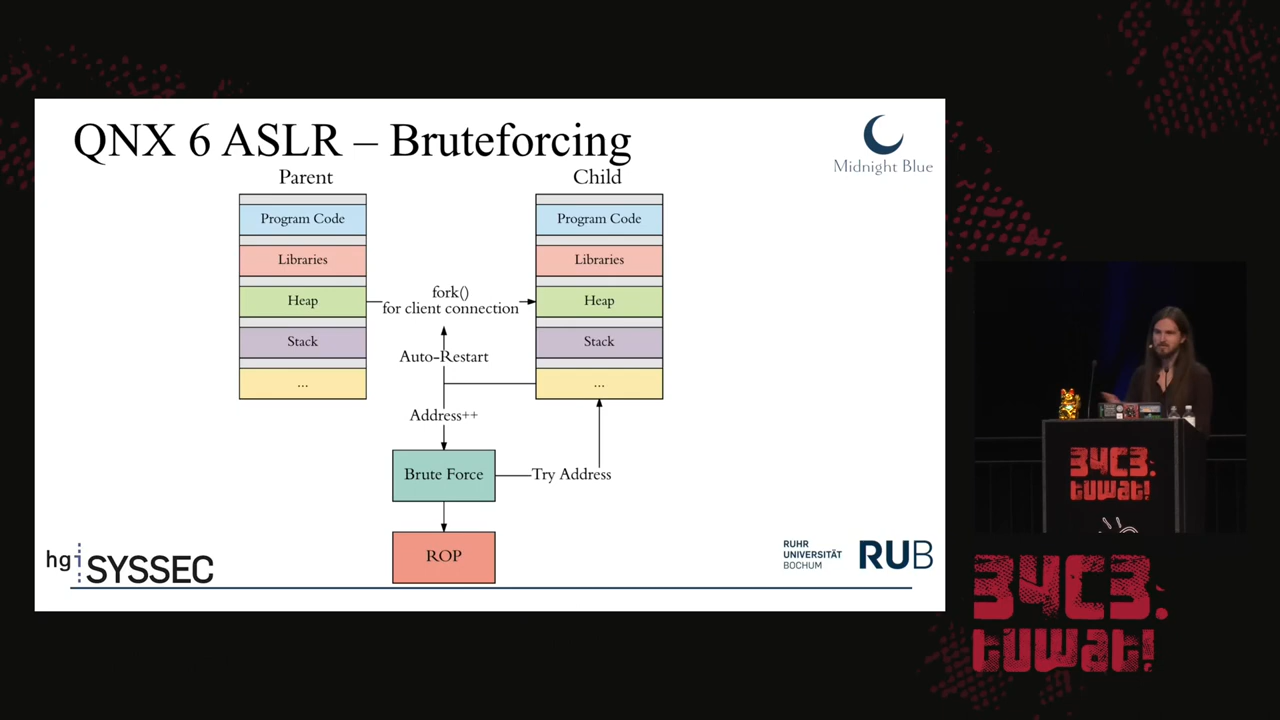 QNX 6 ASLR – Bruteforcing
Midnight Blue
Parent
Child
Program Code
Program Code
Libraries
Libraries
Heap
fork()
for client connection
Heap
Stack
Auto-Restart
Stack
...
...
Address++
Brute Force
Try Address
ROP
hgi SYSSEC
RUHR
UNIVERSITÄT
BOCHUM
RUB
34C3.
tuwat!
34C3.
tuwat!